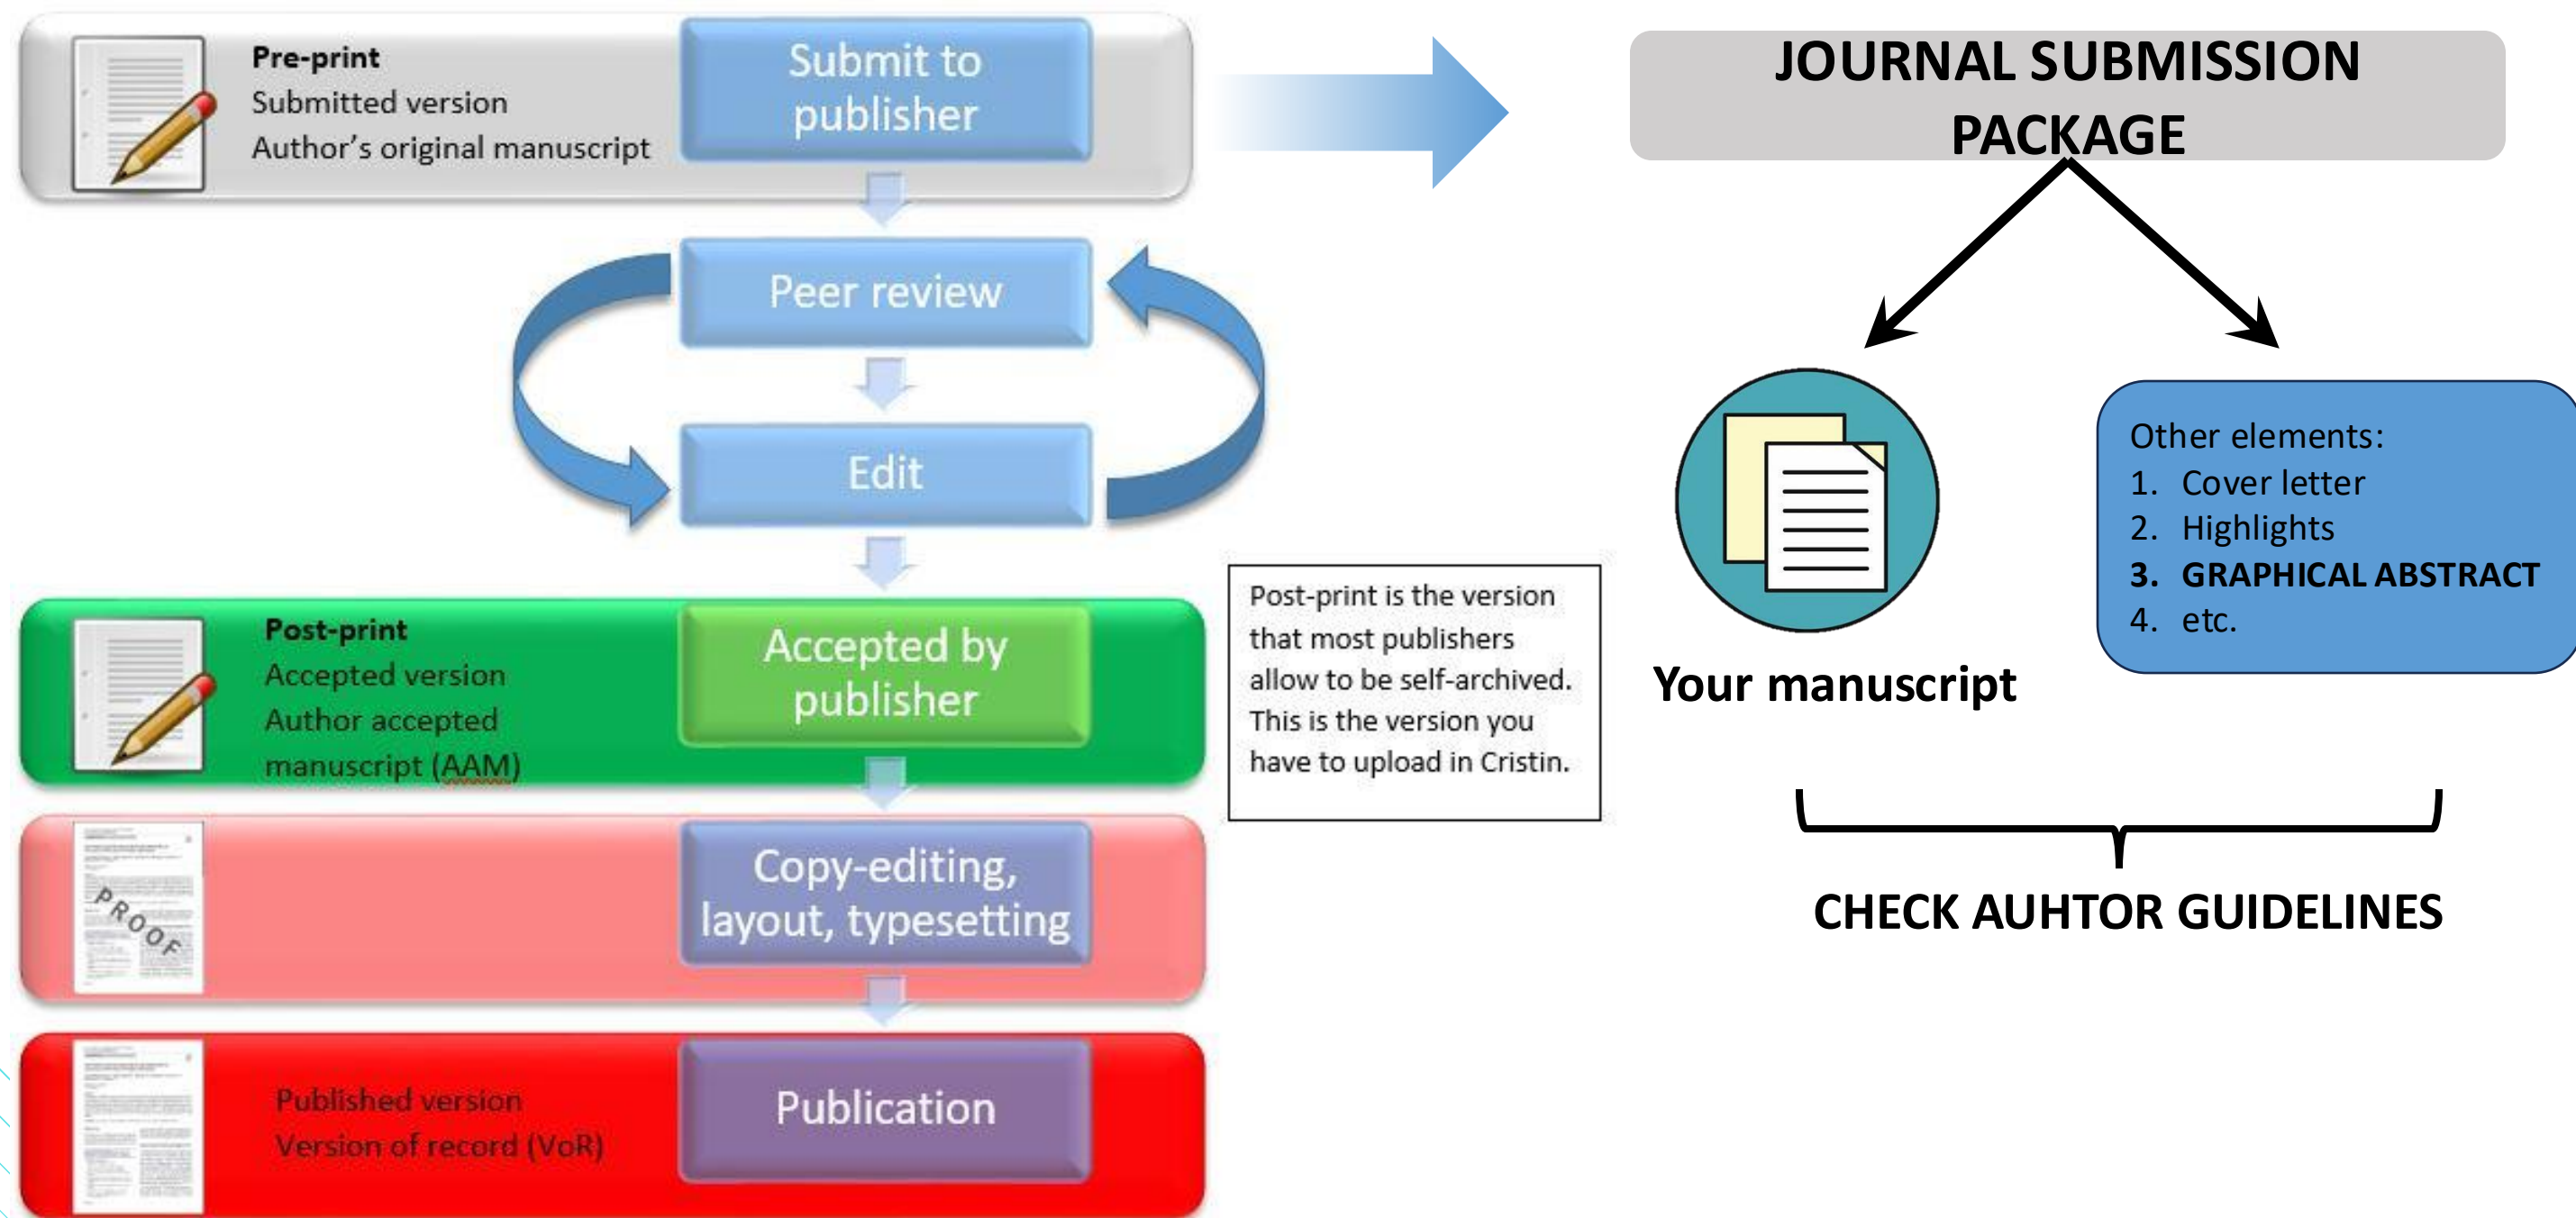 Pre-print
Submitted version
Author's original manuscript
Submit to
publisher
Peer review
Edit
Post-print
Accepted version
Author accepted
manuscript (AAM)
Accepted by
publisher
Post-print is the version
that most publishers
allow to be self-archived.
This is the version you
have to upload in Cristin.
PROOF
Copy-editing,
layout, typesetting
Published version
Version of record (VoR)
Publication
JOURNAL SUBMISSION
PACKAGE
Your manuscript
Other elements:
1. Cover letter
2. Highlights
3. GRAPHICAL ABSTRACT
4. etc.
CHECK AUHTOR GUIDELINES